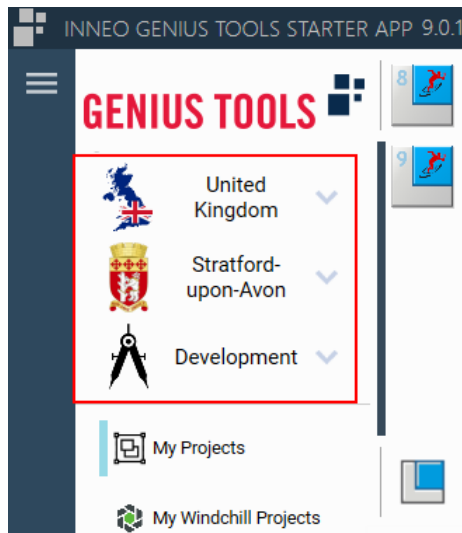 INNEO GENIUS TOOLS STARTER APP 9.0.1
GENIUS TOOLS
8
9
United
Kingdom
Stratford-
upon-Avon
Development
My Projects
My Windchill Projects